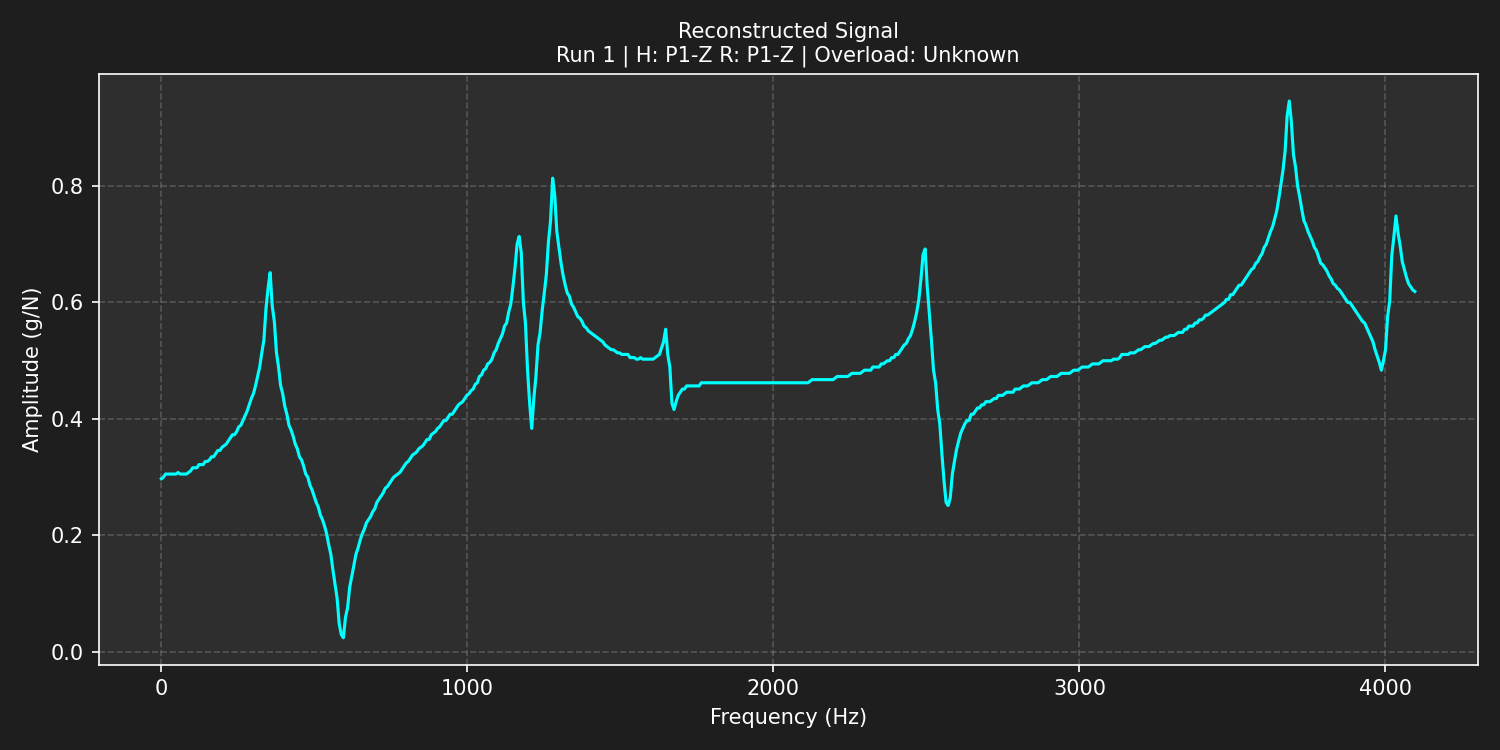 Reconstructed Signal
Run 1 | H: P1-Z R: P1-Z | Overload: Unknown
Amplitude (g/N)
0.8
0.6
0.4
0.2
0.0
0 1000 2000 3000 4000
Frequency (Hz)